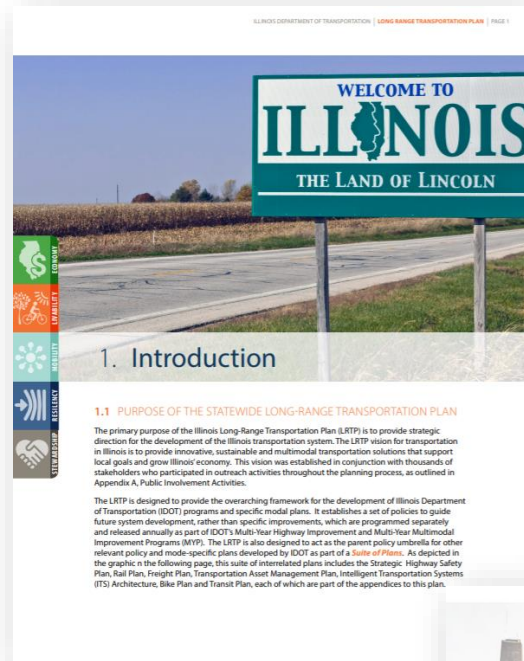 ILLINOIS DEPARTMENT OF TRANSPORTATION | LONG RANGE TRANSPORTATION PLAN | PAGE 1
WELCOME TO
ILLINOIS
THE LAND OF LINCOLN
ECONOMY
LIVABILITY
MOBILITY
RESILIENCY
STEWARDSHIP
1. Introduction
1.1 PURPOSE OF THE STATEWIDE LONG-RANGE TRANSPORTATION PLAN
The primary purpose of the Illinois Long-Range Transportation Plan (LRTP) is to provide strategic
direction for the development of the Illinois transportation system. The LRTP vision for transportation
in Illinois is to provide innovative, sustainable and multimodal transportation solutions that support
local goals and grow Illinois' economy. This vision was established in conjunction with thousands of
stakeholders who participated in outreach activities throughout the planning process, as outlined in
Appendix A, Public Involvement Activities.
The LRTP is designed to provide the overarching framework for the development of Illinois Department
of Transportation (IDOT) programs and specific modal plans. It establishes a set of policies to guide
future system development, rather than specific improvements, which are programmed separately
and released annually as part of IDOT's Multi-Year Highway Improvement and Multi-Year Multimodal
Improvement Programs (MYP). The LRTP is also designed to act as the parent policy umbrella for other
relevant policy and mode-specific plans developed by IDOT as part of a Suite of Plans. As depicted in
the graphic n the following page, this suite of interrelated plans includes the Strategic Highway Safety
Plan, Rail Plan, Freight Plan, Transportation Asset Management Plan, Intelligent Transportation Systems
(ITS) Architecture, Bike Plan and Transit Plan, each of which are part of the appendices to this plan.